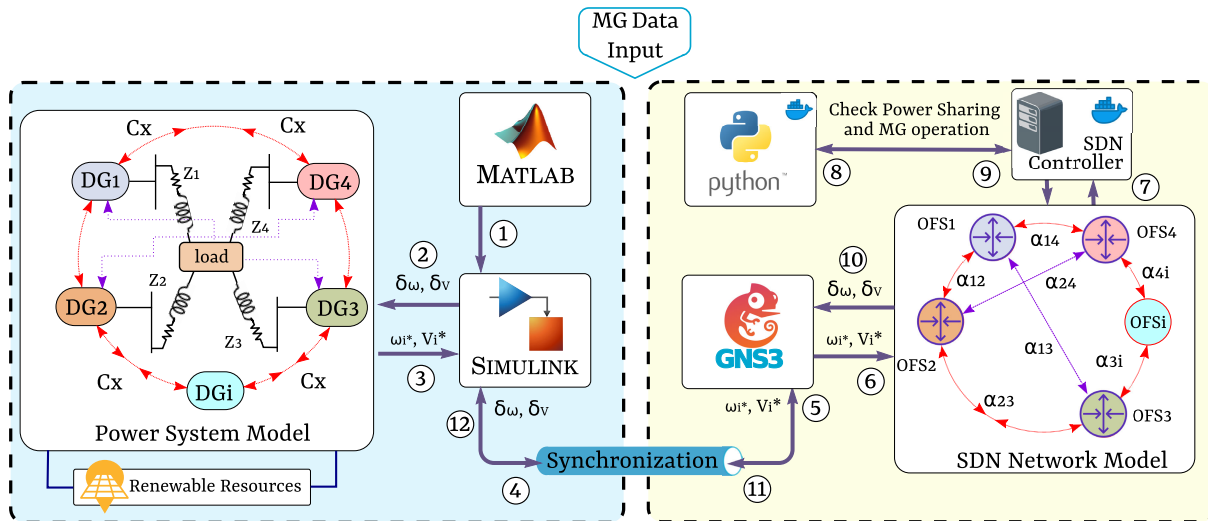 MG Data
Input
Cx
Cx
DG1
Z1
DG4
Z4
load
Z2
DG2
Z3
DG3
Cx
Cx
DGi
Power System Model
Renewable Resources
MATLAB
1
2
δω, δV
ωi*, Vi*
3
SIMULINK
12
δω, δV
4
Synchronization
11
python™
Check Power Sharing
and MG operation
8
9
SDN
Controller
7
10
δω, δV
GNS3
ωi*, Vi*
6
ωi*, Vi*
5
OFS1
α14
OFS4
α12
α24
α4i
OFSi
OFS2
α13
α3i
α23
OFS3
SDN Network Model